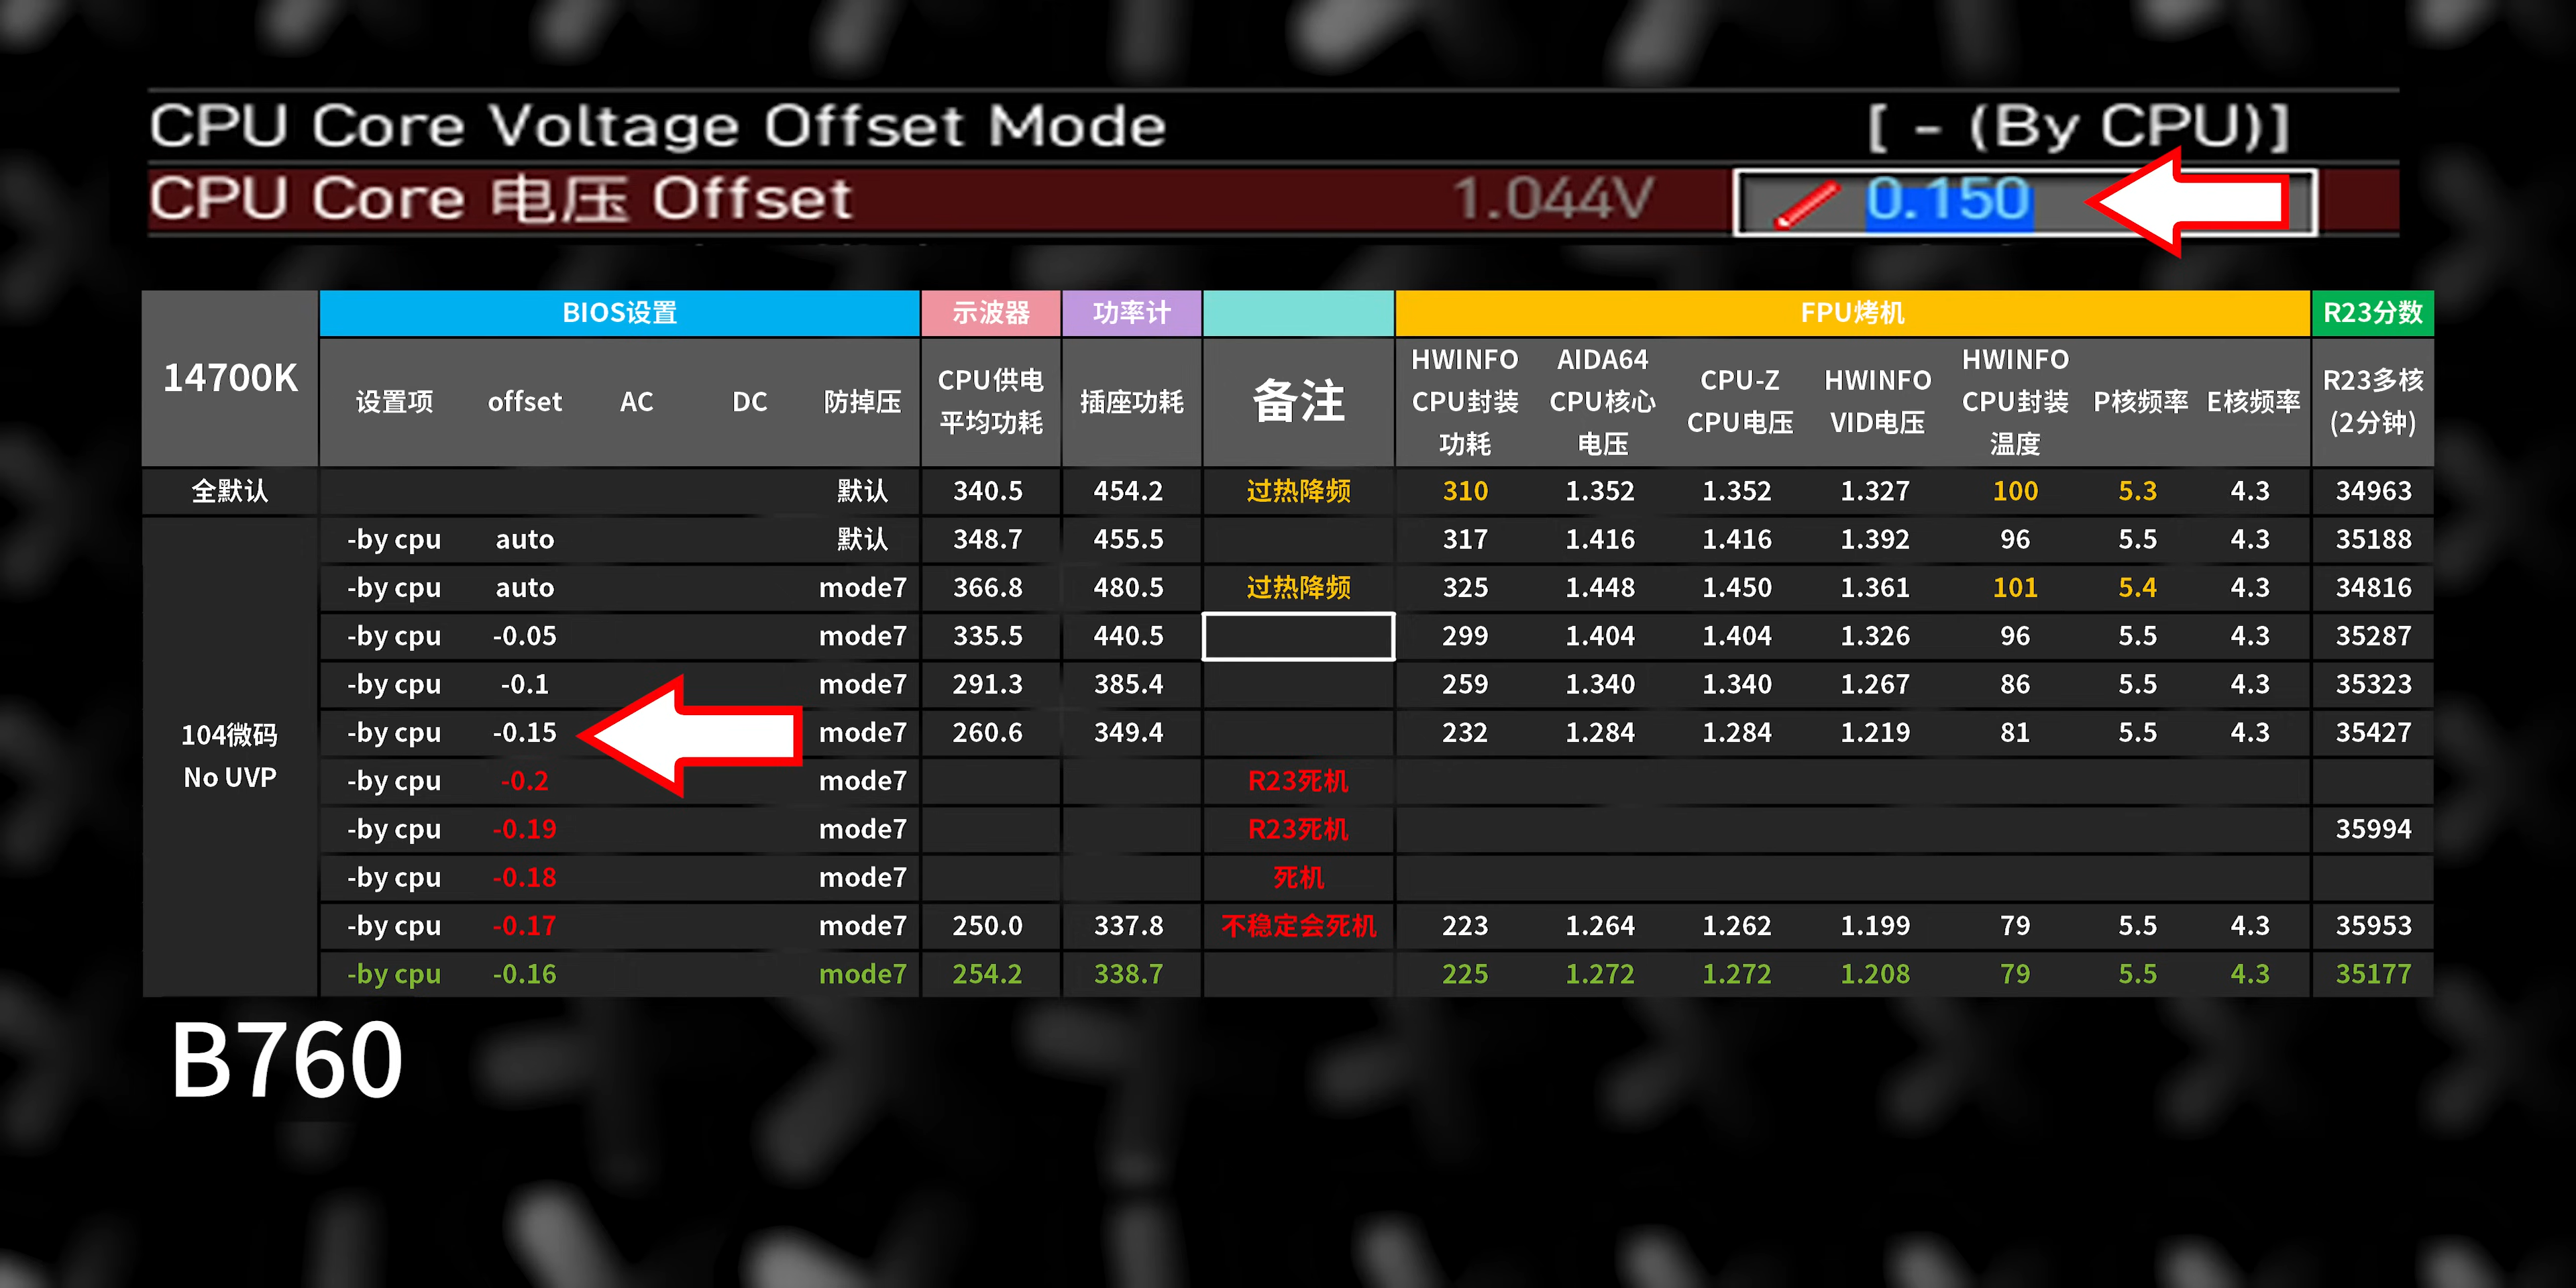 CPU Core Voltage Offset Mode [ - (By CPU)]
CPU Core 电压 Offset 1.044V 0.150
14700K BIOS设置 示波器 功率计 FPU烤机 R23分数
设置项 offset AC DC 防掉压 CPU供电平均功耗 插座功耗 备注 HWINFO CPU封装功耗 AIDA64 CPU核心电压 CPU-Z CPU电压 HWINFO VID电压 HWINFO CPU封装温度 P核频率 E核频率 R23多核(2分钟)
全默认 默认 340.5 454.2 过热降频 310 1.352 1.352 1.327 100 5.3 4.3 34963
104微码 No UVP
-by cpu auto 默认 348.7 455.5 317 1.416 1.416 1.392 96 5.5 4.3 35188
-by cpu auto mode7 366.8 480.5 过热降频 325 1.448 1.450 1.361 101 5.4 4.3 34816
-by cpu -0.05 mode7 335.5 440.5 299 1.404 1.404 1.326 96 5.5 4.3 35287
-by cpu -0.1 mode7 291.3 385.4 259 1.340 1.340 1.267 86 5.5 4.3 35323
-by cpu -0.15 mode7 260.6 349.4 232 1.284 1.284 1.219 81 5.5 4.3 35427
-by cpu -0.2 mode7 R23死机
-by cpu -0.19 mode7 R23死机 35994
-by cpu -0.18 mode7 死机
-by cpu -0.17 mode7 250.0 337.8 不稳定会死机 223 1.264 1.262 1.199 79 5.5 4.3 35953
-by cpu -0.16 mode7 254.2 338.7 225 1.272 1.272 1.208 79 5.5 4.3 35177
B760